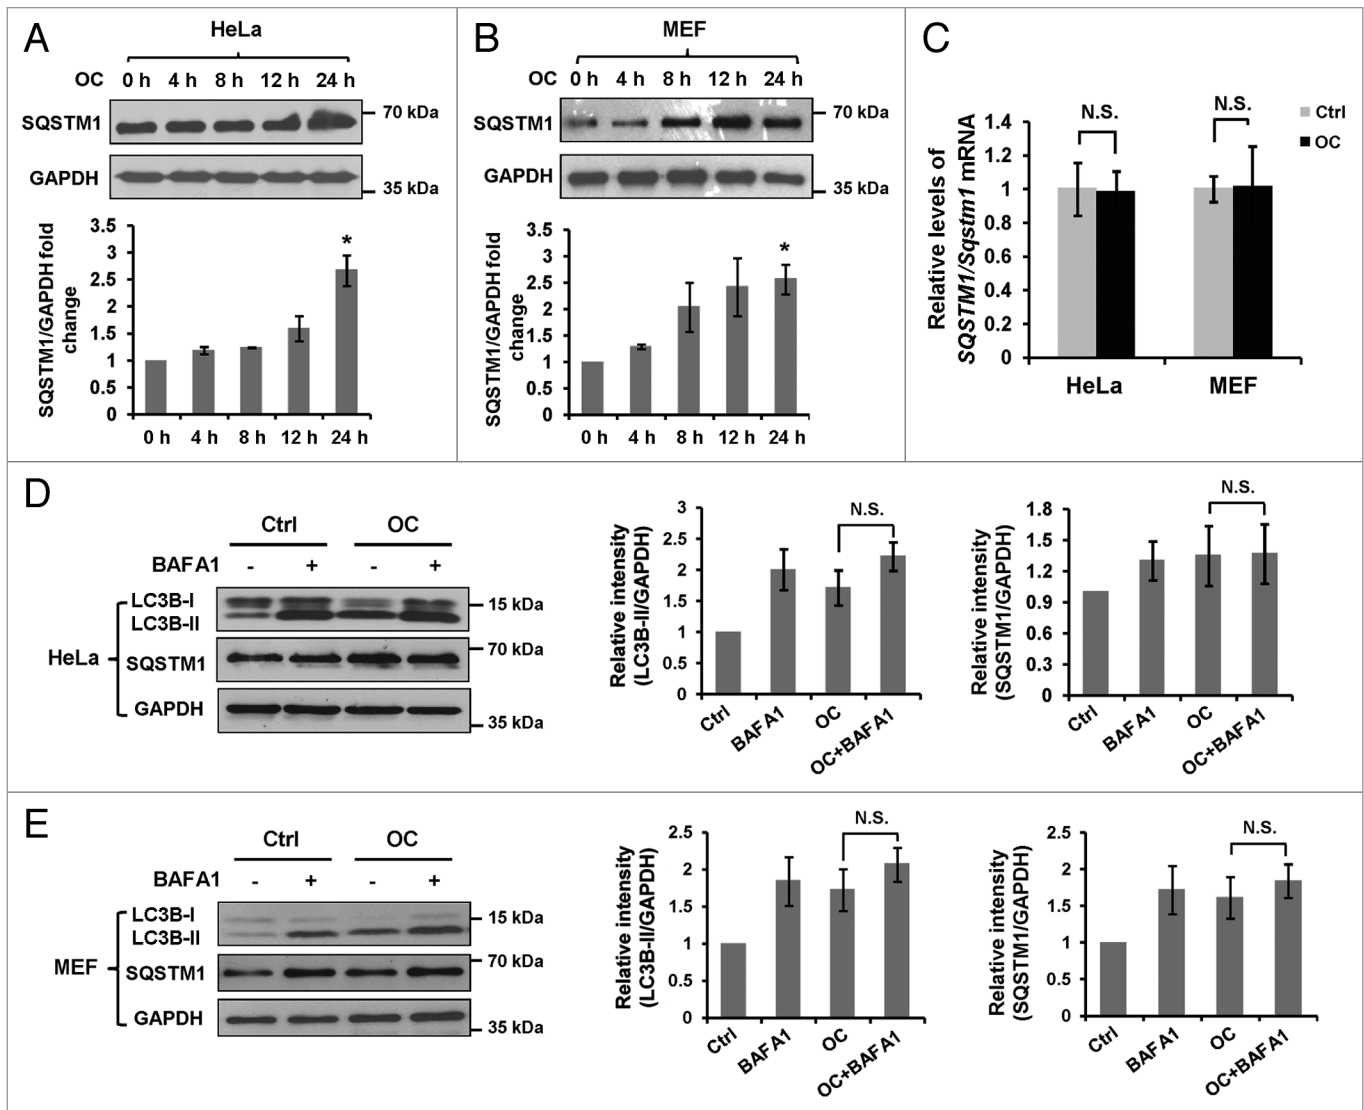 A
HeLa
OC 0 h 4 h 8 h 12 h 24 h
SQSTM1
70 kDa
GAPDH
35 kDa
SQSTM1/GAPDH fold
change
3.5
3
2.5
2
1.5
1
0.5
0
0 h 4 h 8 h 12 h 24 h
*
B
MEF
OC 0 h 4 h 8 h 12 h 24 h
SQSTM1
70 kDa
GAPDH
35 kDa
SQSTM1/GAPDH fold
change
3.5
3
2.5
2
1.5
1
0.5
0
0 h 4 h 8 h 12 h 24 h
*
C
Relative levels of
SQSTM1/Sqstm1 mRNA
1.4
1.2
1
0.8
0.6
0.4
0.2
0
N.S.
N.S.
Ctrl
OC
HeLa MEF
D
Ctrl OC
BAFA1 - + - +
HeLa
LC3B-I
LC3B-II
15 kDa
SQSTM1
70 kDa
GAPDH
35 kDa
Relative intensity
(LC3B-II/GAPDH)
3
2.5
2
1.5
1
0.5
0
N.S.
Ctrl BAFA1 OC OC+BAFA1
Relative intensity
(SQSTM1/GAPDH)
1.8
1.5
1.2
0.9
0.6
0.3
0
N.S.
Ctrl BAFA1 OC OC+BAFA1
E
Ctrl OC
BAFA1 - + - +
MEF
LC3B-I
LC3B-II
15 kDa
SQSTM1
70 kDa
GAPDH
35 kDa
Relative intensity
(LC3B-II/GAPDH)
2.5
2
1.5
1
0.5
0
N.S.
Ctrl BAFA1 OC OC+BAFA1
Relative intensity
(SQSTM1/GAPDH)
2.5
2
1.5
1
0.5
0
N.S.
Ctrl BAFA1 OC OC+BAFA1